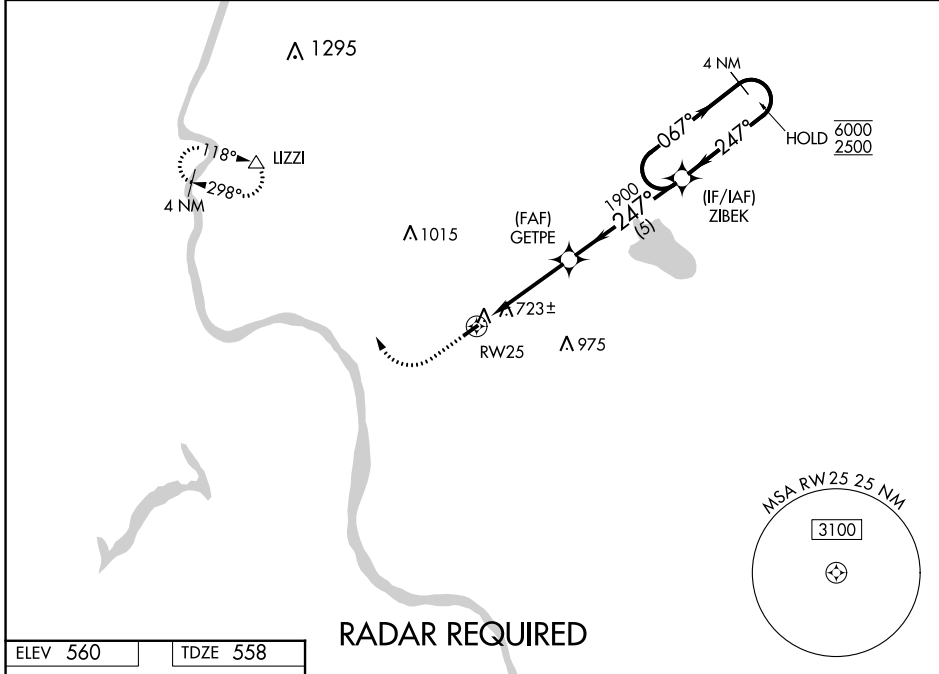 1295
4 NM
067°
247°
HOLD 6000
2500
118°
LIZZI
298°
4 NM
(IF/IAF)
ZIBEK
1900
247°
(5)
(FAF)
GETPE
1015
723±
975
RW25
MSA RW25 25 NM
3100
RADAR REQUIRED
ELEV 560
TDZE 558